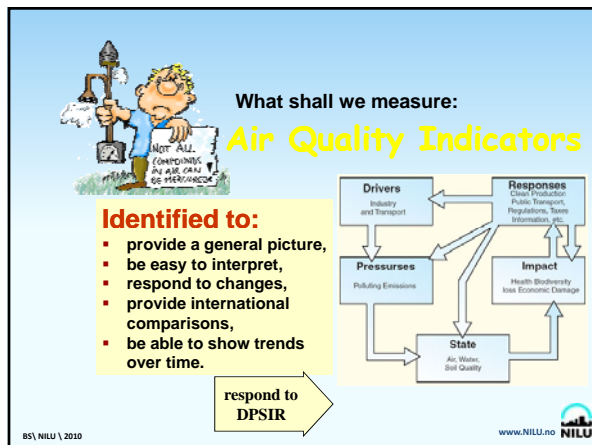 What shall we measure:
Air Quality Indicators
NOT ALL
COMPOUNDS
IN AIR CAN
BE MEASURED
Identified to:
▪ provide a general picture,
▪ be easy to interpret,
▪ respond to changes,
▪ provide international
comparisons,
▪ be able to show trends
over time.
Drivers
Industry
and Transport
Responses
Clean Production
Public Transport,
Regulations, Taxes
Information, etc.
Pressurses
Polluting Emissions
Impact
Health Biodiversity
loss Economic Damage
State
Air, Water,
Soil Quality
respond to
DPSIR
BS\ NILU \ 2010
www.NILU.no
NILU